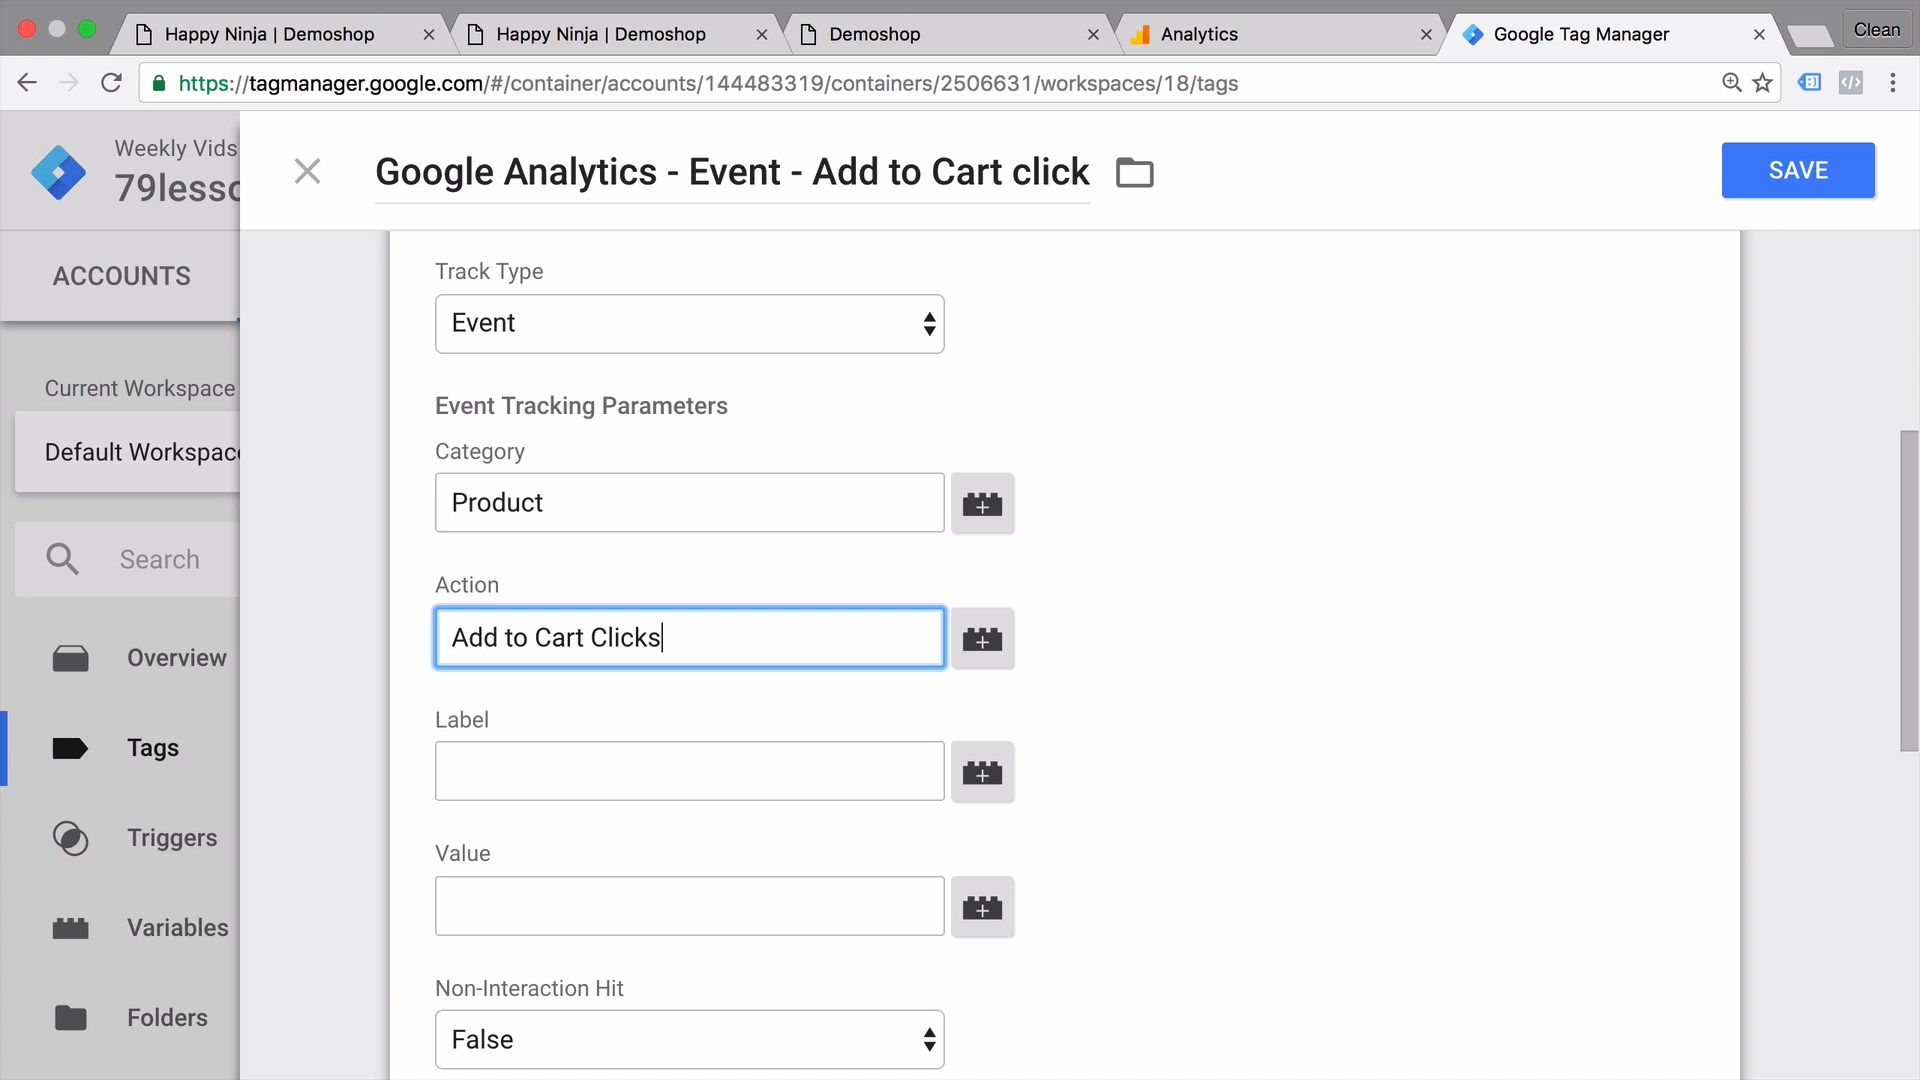 Happy Ninja | Demoshop
Happy Ninja | Demoshop
Demoshop
Analytics
Google Tag Manager
Clean
https://tagmanager.google.com/#/container/accounts/144483319/containers/2506631/workspaces/18/tags
Weekly Vids
79lesso
Google Analytics - Event - Add to Cart click
SAVE
ACCOUNTS
Current Workspace
Default Workspac
Search
Overview
Tags
Triggers
Variables
Folders
Track Type
Event
Event Tracking Parameters
Category
Product
Action
Add to Cart Clicks
Label
Value
Non-Interaction Hit
False